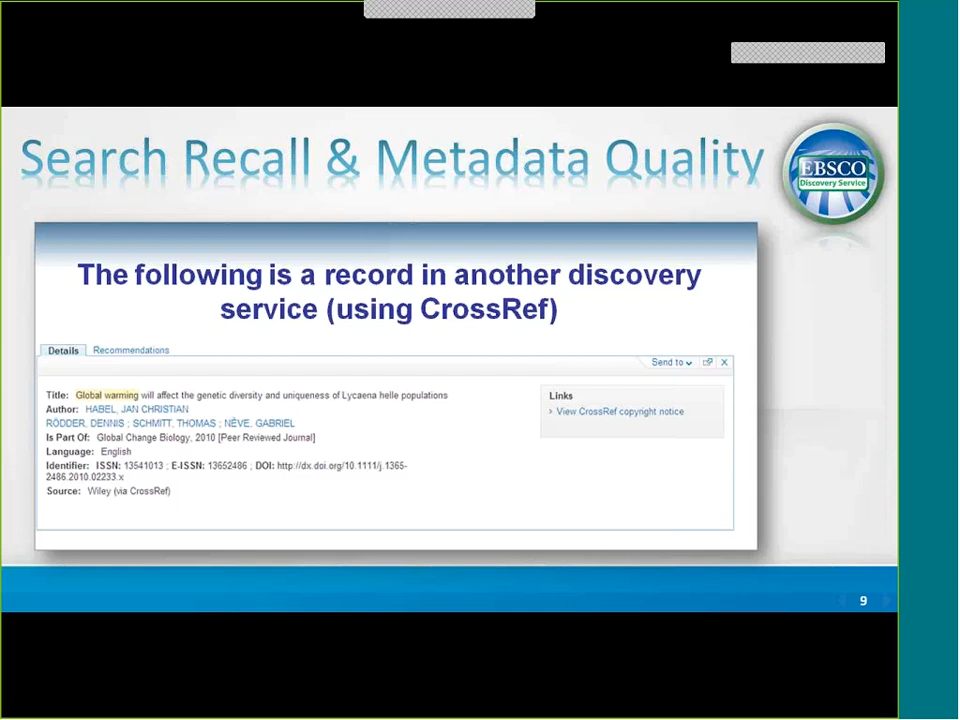 Search Recall & Metadata Quality
EBSCO
Discovery Service
The following is a record in another discovery
service (using CrossRef)
Details Recommendations
Send to
Title: Global warming will affect the genetic diversity and uniqueness of Lycaena helle populations
Author: HABEL, JAN CHRISTIAN
RÖDDER, DENNIS ; SCHMITT, THOMAS ; NÈVE, GABRIEL
Is Part Of: Global Change Biology, 2010 [Peer Reviewed Journal]
Language: English
Identifier: ISSN: 13541013 ; E-ISSN: 13652486 ; DOI: http://dx.doi.org/10.1111/j.1365-
2486.2010.02233.x
Source: Wiley (via CrossRef)
Links
View CrossRef copyright notice
9